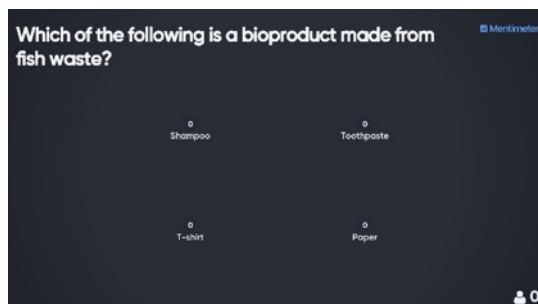 Which of the following is a bioproduct made from
fish waste?
Mentimeter
0
Shampoo
0
Toothpaste
0
T-shirt
0
Paper
0